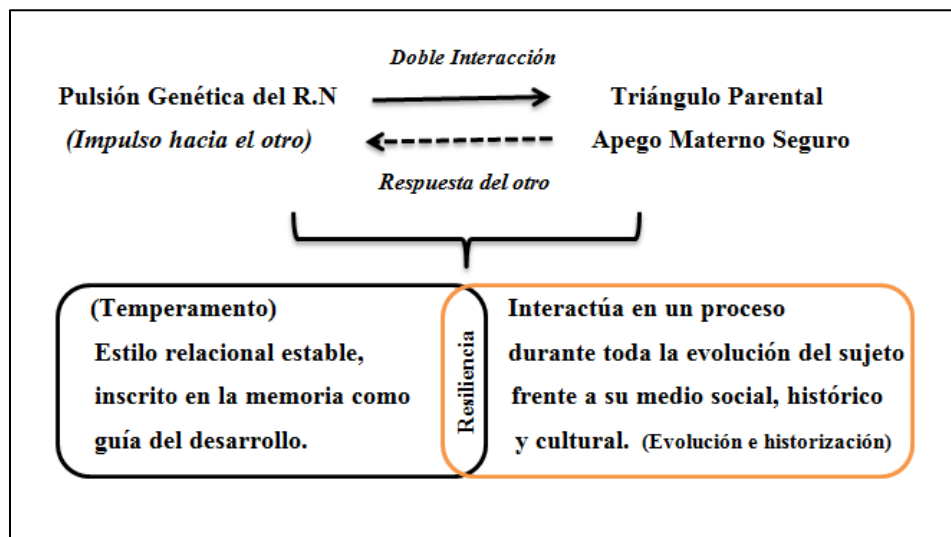 Doble Interacción
Pulsión Genética del R.N
Triángulo Parental
(Impulso hacia el otro)
Apego Materno Seguro
Respuesta del otro
(Temperamento)
Estilo relacional estable,
inscrito en la memoria como
guía del desarrollo.
Resiliencia
Interactúa en un proceso
durante toda la evolución del sujeto
frente a su medio social, histórico
y cultural. (Evolución e historización)